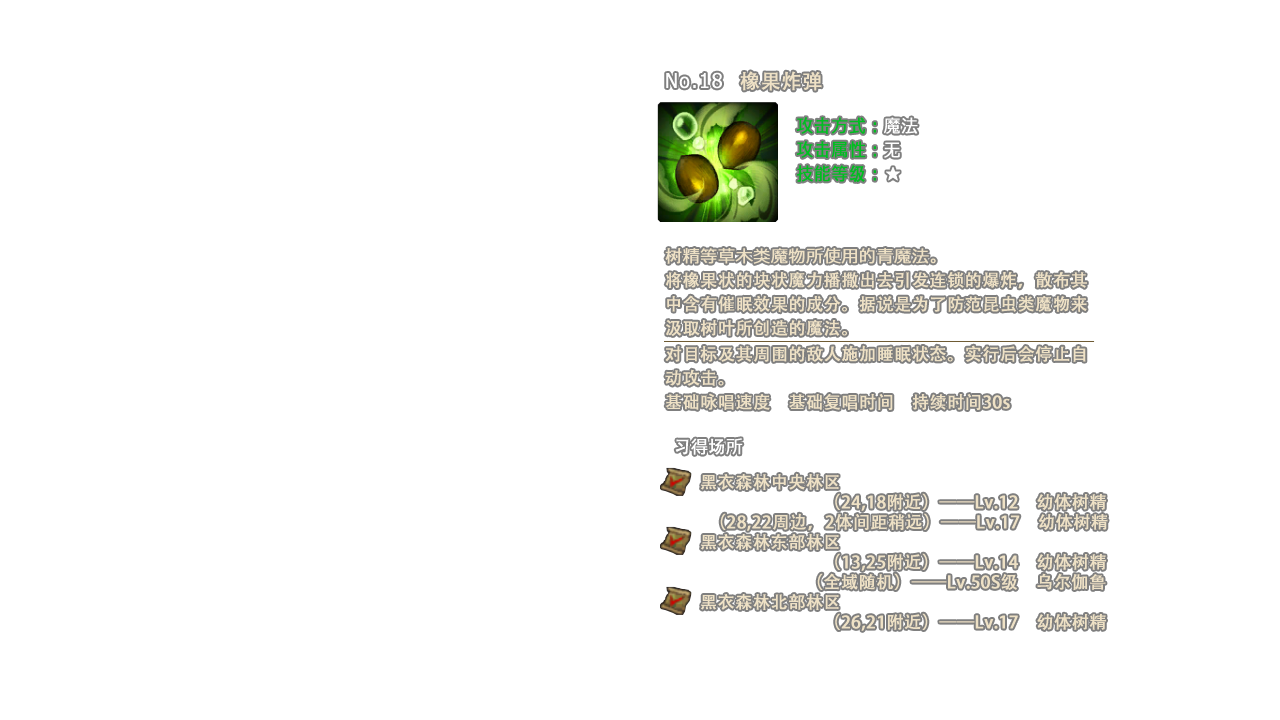 No.18 橡果炸弹
攻击方式：魔法
攻击属性：无
技能等级：☆
树精等草木类魔物所使用的青魔法。
将橡果状的块状魔力播撒出去引发连锁的爆炸，散布其
中含有催眠效果的成分。据说是为了防范昆虫类魔物来
汲取树叶所创造的魔法。
对目标及其周围的敌人施加睡眠状态。实行后会停止自
动攻击。
基础咏唱速度 基础复唱时间 持续时间30s
习得场所
黑衣森林中央林区
（24,18附近）——Lv.12 幼体树精
（28,22周边，2体间距稍远）——Lv.17 幼体树精
黑衣森林东部林区
（13,25附近）——Lv.14 幼体树精
（全域随机）——Lv.50S级 乌尔伽鲁
黑衣森林北部林区
（26,21附近）——Lv.17 幼体树精